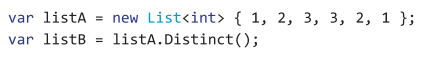 var listA = new List<int> { 1, 2, 3, 3, 2, 1 };
var listB = listA.Distinct();